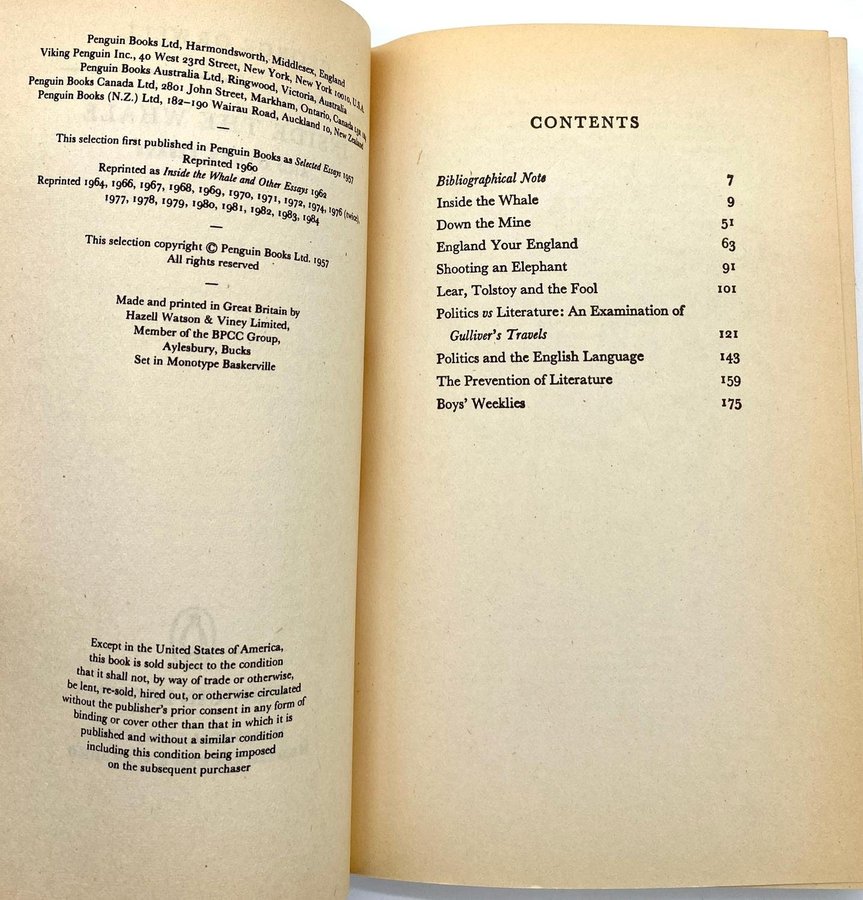 Penguin Books Ltd, Harmondsworth, Middlesex, England
Viking Penguin Inc., 40 West 23rd Street, New York, New York 10010, U.S.A.
Penguin Books Australia Ltd, Ringwood, Victoria, Australia
Penguin Books Canada Ltd, 2801 John Street, Markham, Ontario, Canada
Penguin Books (N.Z.) Ltd, 182–190 Wairau Road, Auckland 10, New Zealand
—
This selection first published in Penguin Books as Selected Essays 1957
Reprinted 1960
Reprinted as Inside the Whale and Other Essays 1962
Reprinted 1964, 1966, 1967, 1968, 1969, 1970, 1971, 1972, 1974, 1976 (twice),
1977, 1978, 1979, 1980, 1981, 1982, 1983, 1984
—
This selection copyright © Penguin Books Ltd. 1957
All rights reserved
—
Made and printed in Great Britain by
Hazell Watson & Viney Limited,
Member of the BPCC Group,
Aylesbury, Bucks
Set in Monotype Baskerville
Except in the United States of America,
this book is sold subject to the condition
that it shall not, by way of trade or otherwise,
be lent, re-sold, hired out, or otherwise circulated
without the publisher's prior consent in any form of
binding or cover other than that in which it is
published and without a similar condition
including this condition being imposed
on the subsequent purchaser
CONTENTS
Bibliographical Note 7
Inside the Whale 9
Down the Mine 51
England Your England 63
Shooting an Elephant 91
Lear, Tolstoy and the Fool 101
Politics vs Literature: An Examination of
Gulliver's Travels 121
Politics and the English Language 143
The Prevention of Literature 159
Boys' Weeklies 175